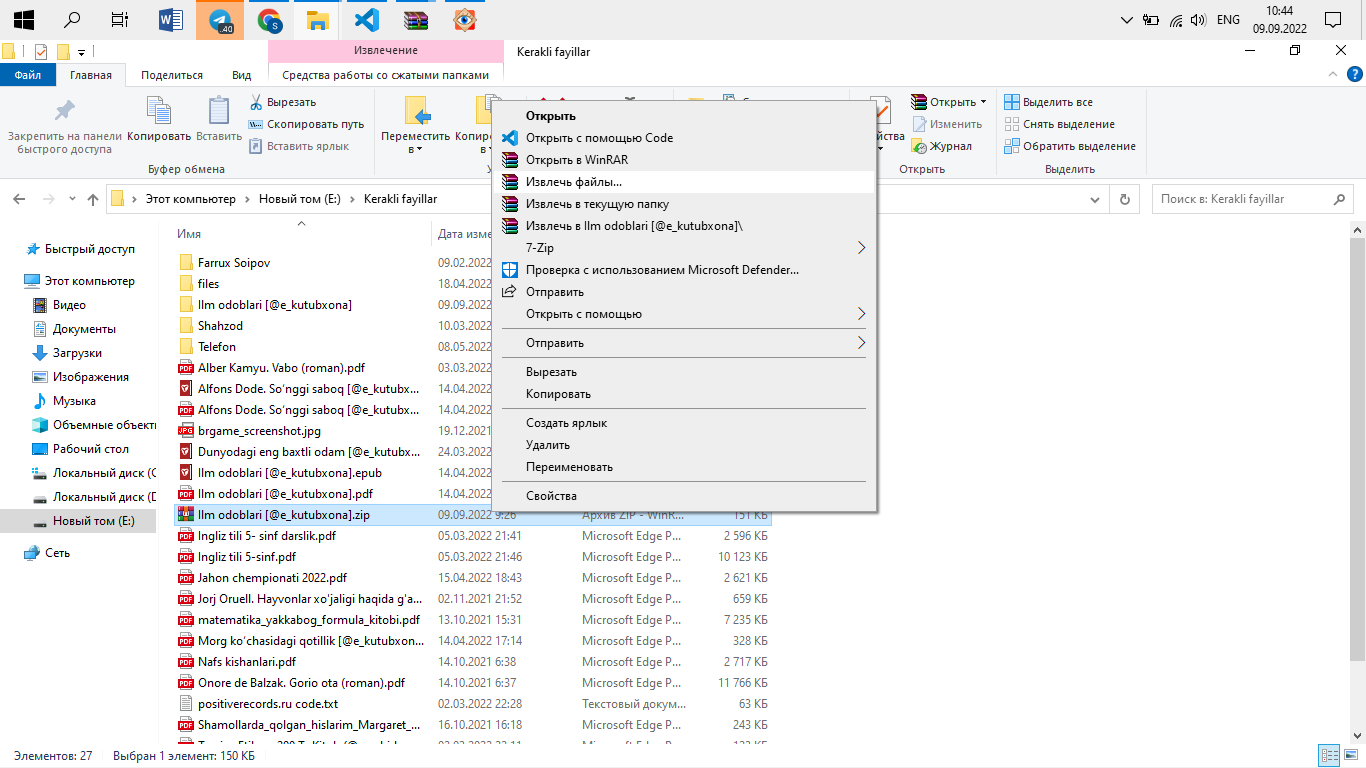 .40
S
ENG
10:44
09.09.2022
Извлечение
Kerakli fayillar
Файл
Главная
Поделиться
Вид
Средства работы со сжатыми папками
Закрепить на панели
быстрого доступа
Копировать
Вставить
Вырезать
Скопировать путь
Вставить ярлык
Буфер обмена
Переместить
в
Открыть
Изменить
Журнал
Открыть
Выделить все
Снять выделение
Обратить выделение
Выделить
Этот компьютер
Новый том (E:)
Kerakli fayillar
Поиск в: Kerakli fayillar
Открыть
Открыть с помощью Code
Открыть в WinRAR
Извлечь файлы...
Извлечь в текущую папку
Извлечь в Ilm odoblari [@e_kutubxona]\
7-Zip
Проверка с использованием Microsoft Defender...
Отправить
Открыть с помощью
Отправить
Вырезать
Копировать
Создать ярлык
Удалить
Переименовать
Свойства
Быстрый доступ
Этот компьютер
Видео
Документы
Загрузки
Изображения
Музыка
Объемные объекты
Рабочий стол
Локальный диск (C
Локальный диск (D
Новый том (E:)
Сеть
Имя
Дата изме
Farrux Soipov 09.02.2022
files 18.04.2022
Ilm odoblari [@e_kutubxona] 09.09.2022
Shahzod 10.03.2022
Telefon 08.05.2022
Alber Kamyu. Vabo (roman).pdf 03.03.2022
Alfons Dode. So‘nggi saboq [@e_kutubx... 14.04.2022
Alfons Dode. So‘nggi saboq [@e_kutubx... 14.04.2022
brgame_screenshot.jpg 19.12.2021
Dunyodagi eng baxtli odam [@e_kutubx... 24.03.2022
Ilm odoblari [@e_kutubxona].epub 14.04.2022
Ilm odoblari [@e_kutubxona].pdf 14.04.2022
Ilm odoblari [@e_kutubxona].zip 09.09.2022 9:26 Архив ZIP - WinR... 151 КБ
Ingliz tili 5- sinf darslik.pdf 05.03.2022 21:41 Microsoft Edge P... 2 596 КБ
Ingliz tili 5-sinf.pdf 05.03.2022 21:46 Microsoft Edge P... 10 123 КБ
Jahon chempionati 2022.pdf 15.04.2022 18:43 Microsoft Edge P... 2 621 КБ
Jorj Oruell. Hayvonlar xo'jaligi haqida g'a... 02.11.2021 21:52 Microsoft Edge P... 659 КБ
matematika_yakkabog_formula_kitobi.pdf 13.10.2021 15:31 Microsoft Edge P... 7 235 КБ
Morg ko‘chasidagi qotillik [@e_kutubxon... 14.04.2022 17:14 Microsoft Edge P... 328 КБ
Nafs kishanlari.pdf 14.10.2021 6:38 Microsoft Edge P... 2 717 КБ
Onore de Balzak. Gorio ota (roman).pdf 14.10.2021 6:37 Microsoft Edge P... 11 766 КБ
positiverecords.ru code.txt 02.03.2022 22:28 Текстовый докум... 63 КБ
Shamollarda_qolgan_hislarim_Margaret_... 16.10.2021 16:18 Microsoft Edge P... 243 КБ
Элементов: 27
Выбран 1 элемент: 150 КБ